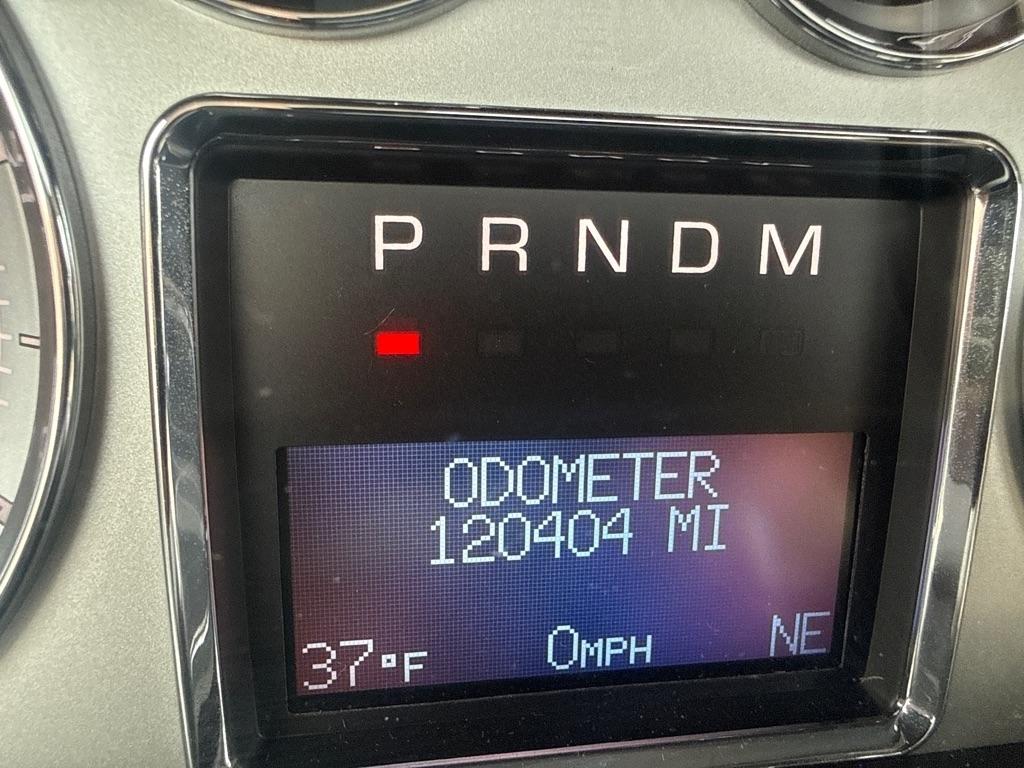 P R N D M
ODOMETER
120404 MI
37°F 0MPH NE